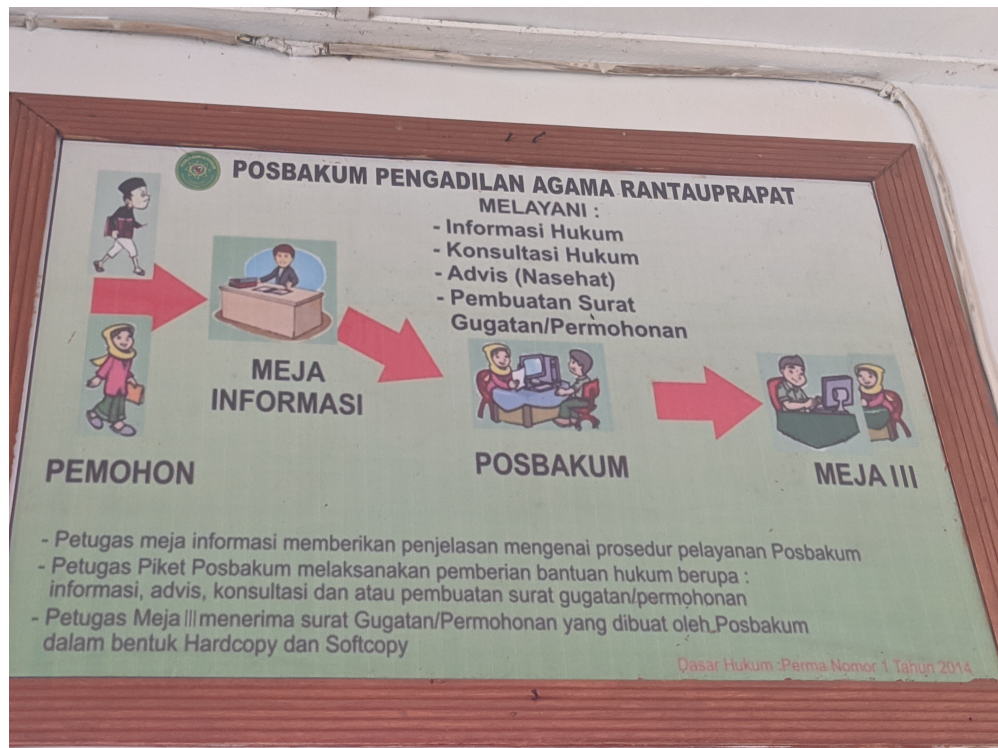 POSBAKUM PENGADILAN AGAMA RANTAUPRAPAT
MELAYANI :
- Informasi Hukum
- Konsultasi Hukum
- Advis (Nasehat)
- Pembuatan Surat
Gugatan/Permohonan
MEJA
INFORMASI
PEMOHON
POSBAKUM
MEJA III
- Petugas meja informasi memberikan penjelasan mengenai prosedur pelayanan Posbakum
- Petugas Piket Posbakum melaksanakan pemberian bantuan hukum berupa :
informasi, advis, konsultasi dan atau pembuatan surat gugatan/permohonan
- Petugas Meja III menerima surat Gugatan/Permohonan yang dibuat oleh Posbakum
dalam bentuk Hardcopy dan Softcopy
Dasar Hukum :Perma Nomor 1 Tahun 2014